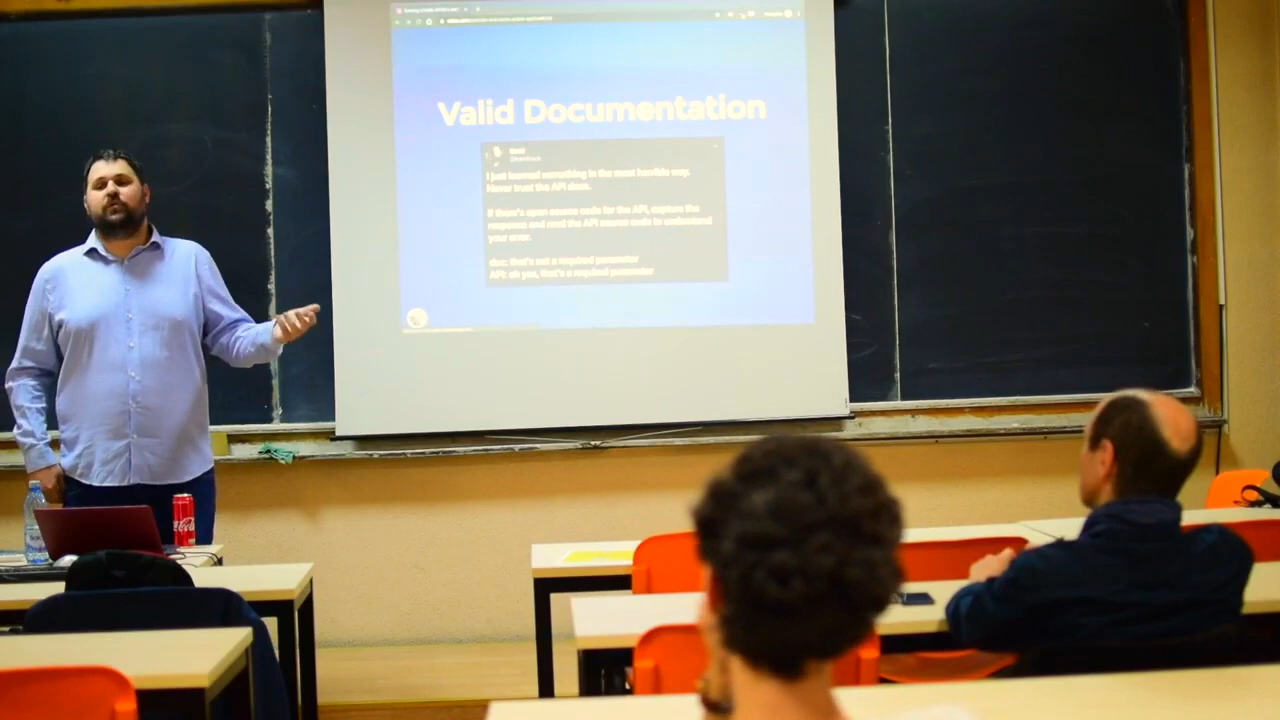 Valid Documentation
I just learned something in the most horrible way.
Never trust the API docs.
If there's open source code for the API, capture the
response and read the API source code to understand
your error.
doc: that's not a required parameter
API: oh yes, that's a required parameter
Coca-Cola